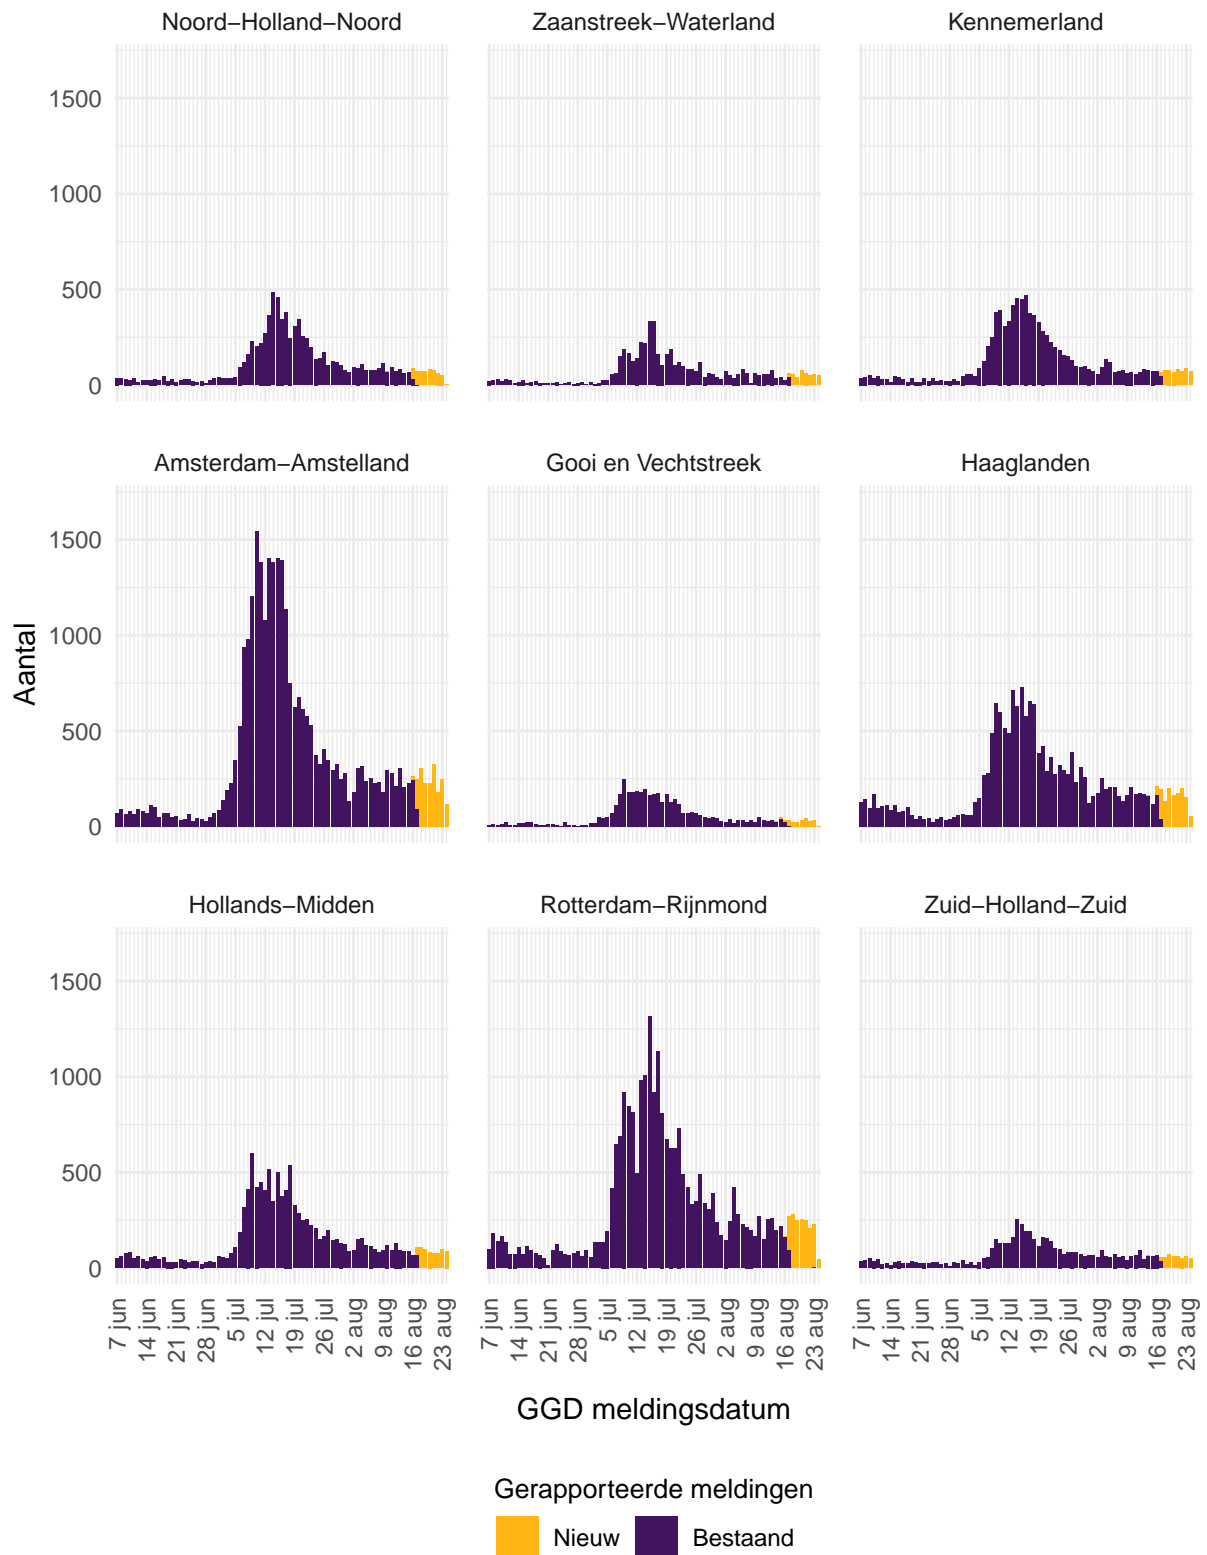 Noord−Holland−Noord Zaanstreek−Waterland Kennemerland
1500
1000
500
0
Amsterdam−Amstelland Gooi en Vechtstreek Haaglanden
1500
1000
500
0
Aantal
Hollands−Midden Rotterdam−Rijnmond Zuid−Holland−Zuid
1500
1000
500
0
7 jun 14 jun 21 jun 28 jun 5 jul 12 jul 19 jul 26 jul 2 aug 9 aug 16 aug 23 aug 7 jun 14 jun 21 jun 28 jun 5 jul 12 jul 19 jul 26 jul 2 aug 9 aug 16 aug 23 aug 7 jun 14 jun 21 jun 28 jun 5 jul 12 jul 19 jul 26 jul 2 aug 9 aug 16 aug 23 aug
GGD meldingsdatum
Gerapporteerde meldingen
Nieuw Bestaand